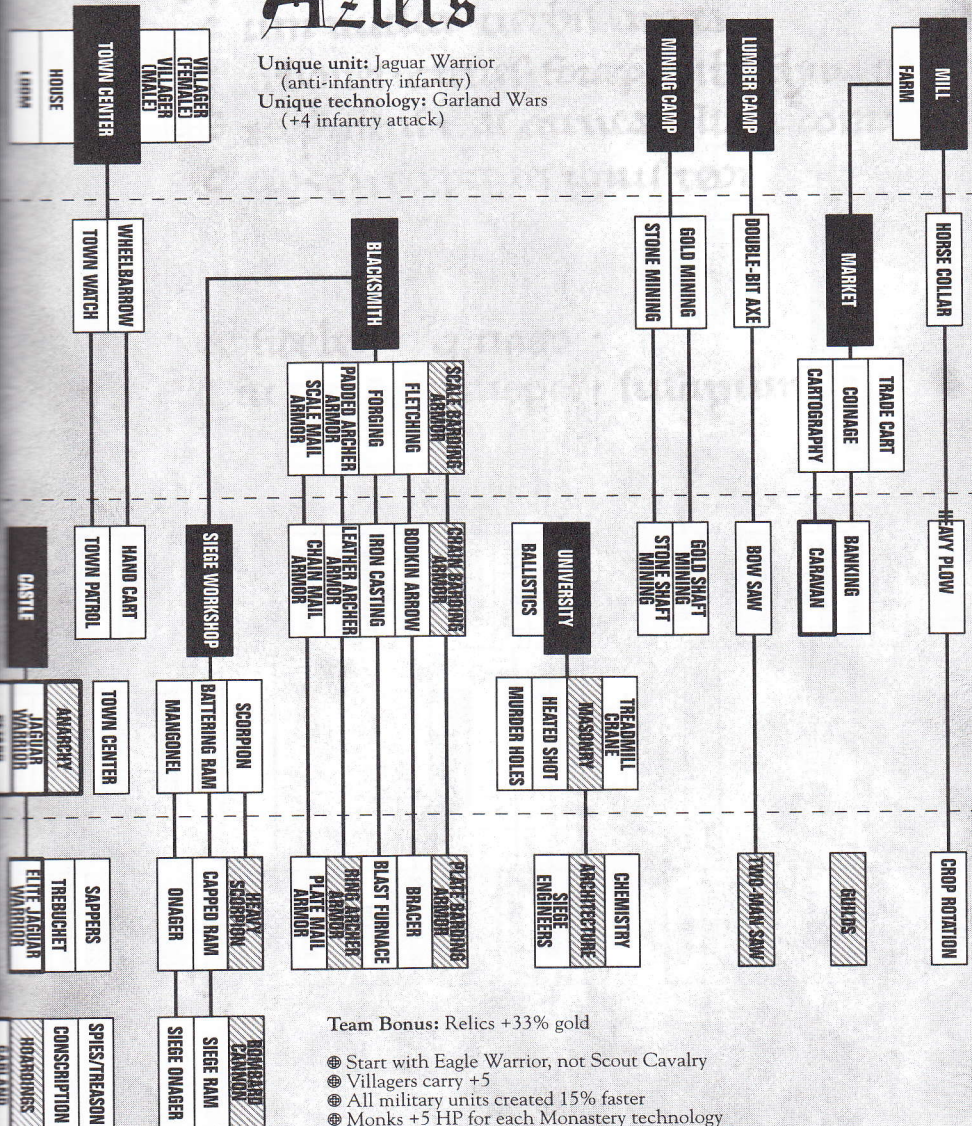 Aztecs
Unique unit: Jaguar Warrior
(anti-infantry infantry)
Unique technology: Garland Wars
(+4 infantry attack)
MILL
FARM
HORSE COLLAR
HEAVY PLOW
CROP ROTATION
MARKET
TRADE CART
COINAGE
CARTOGRAPHY
BANKING
CARAVAN
GUILDS
LUMBER CAMP
DOUBLE-BIT AXE
BOW SAW
TWO-MAN SAW
MINING CAMP
GOLD MINING
STONE MINING
GOLD SHAFT
MINING
STONE SHAFT
MINING
UNIVERSITY
BALLISTICS
TREADMILL
CRANE
MASONRY
HEATED SHOT
MURDER HOLES
CHEMISTRY
ARCHITECTURE
SIEGE
ENGINEERS
BLACKSMITH
SCALE BARDING
ARMOR
FLETCHING
FORGING
PADDED ARCHER
ARMOR
SCALE MAIL
ARMOR
CHAIN BARDING
ARMOR
BODKIN ARROW
IRON CASTING
LEATHER ARCHER
ARMOR
CHAIN MAIL
ARMOR
PLATE BARDING
ARMOR
BRACER
BLAST FURNACE
RING ARCHER
ARMOR
PLATE MAIL
ARMOR
SIEGE WORKSHOP
SCORPION
BATTERING RAM
MANGONEL
HEAVY
SCORPION
CAPPED RAM
ONAGER
BOMBARD
CANNON
SIEGE RAM
SIEGE ONAGER
VILLAGER
(FEMALE)
VILLAGER
(MALE)
TOWN CENTER
HOUSE
WHEELBARROW
TOWN WATCH
HAND CART
TOWN PATROL
TOWN CENTER
CASTLE
ANARCHY
JAGUAR
WARRIOR
SAPPERS
TREBUCHET
ELITE JAGUAR
WARRIOR
SPIES/TREASON
CONSCRIPTION
HOARDINGS
Team Bonus: Relics +33% gold
Start with Eagle Warrior, not Scout Cavalry
Villagers carry +5
All military units created 15% faster
Monks +5 HP for each Monastery technology